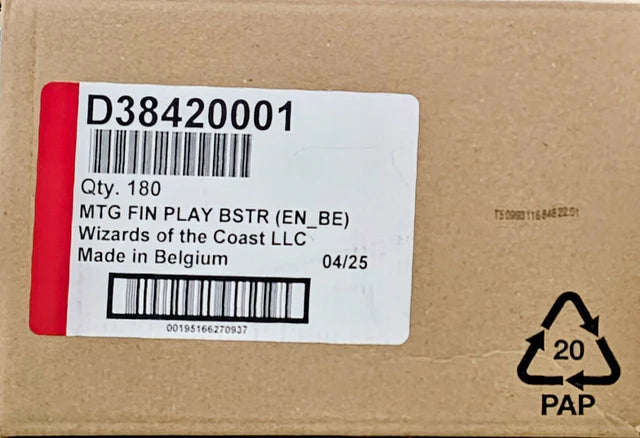 D38420001
Qty. 180
MTG FIN PLAY BSTR (EN_BE)
Wizards of the Coast LLC
Made in Belgium 04/25
00195166270937
20
PAP